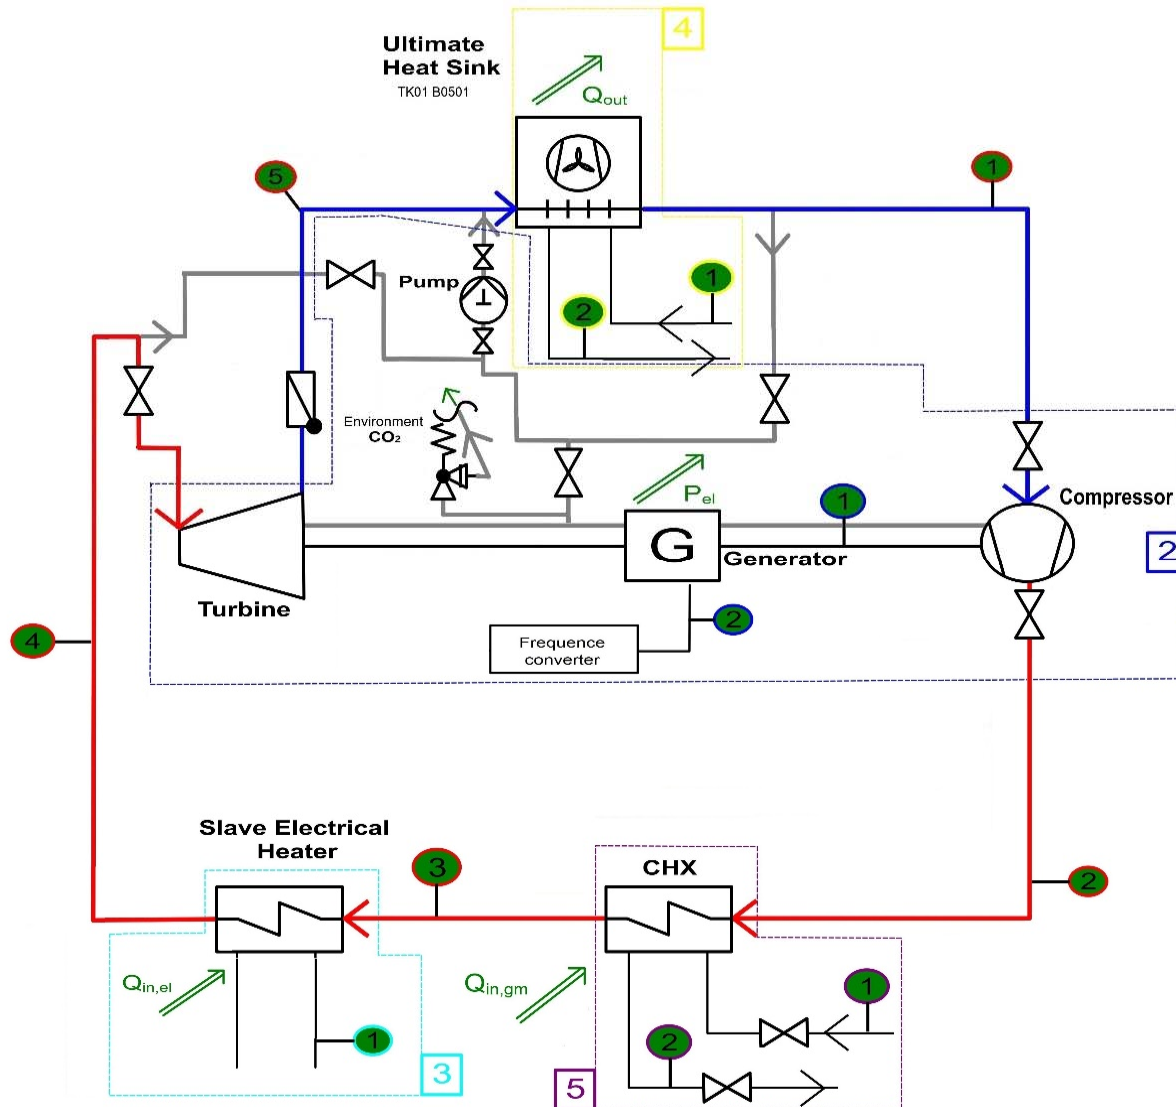 4
Ultimate
Heat Sink
TK01 B0501
Qout
5
1
Pump
1
2
Environment
CO₂
Pel
1
Compressor
G
Generator
2
Turbine
2
Frequence
converter
4
Slave Electrical
Heater
3
CHX
2
Qin,el
Qin,gm
1
1
2
3
5